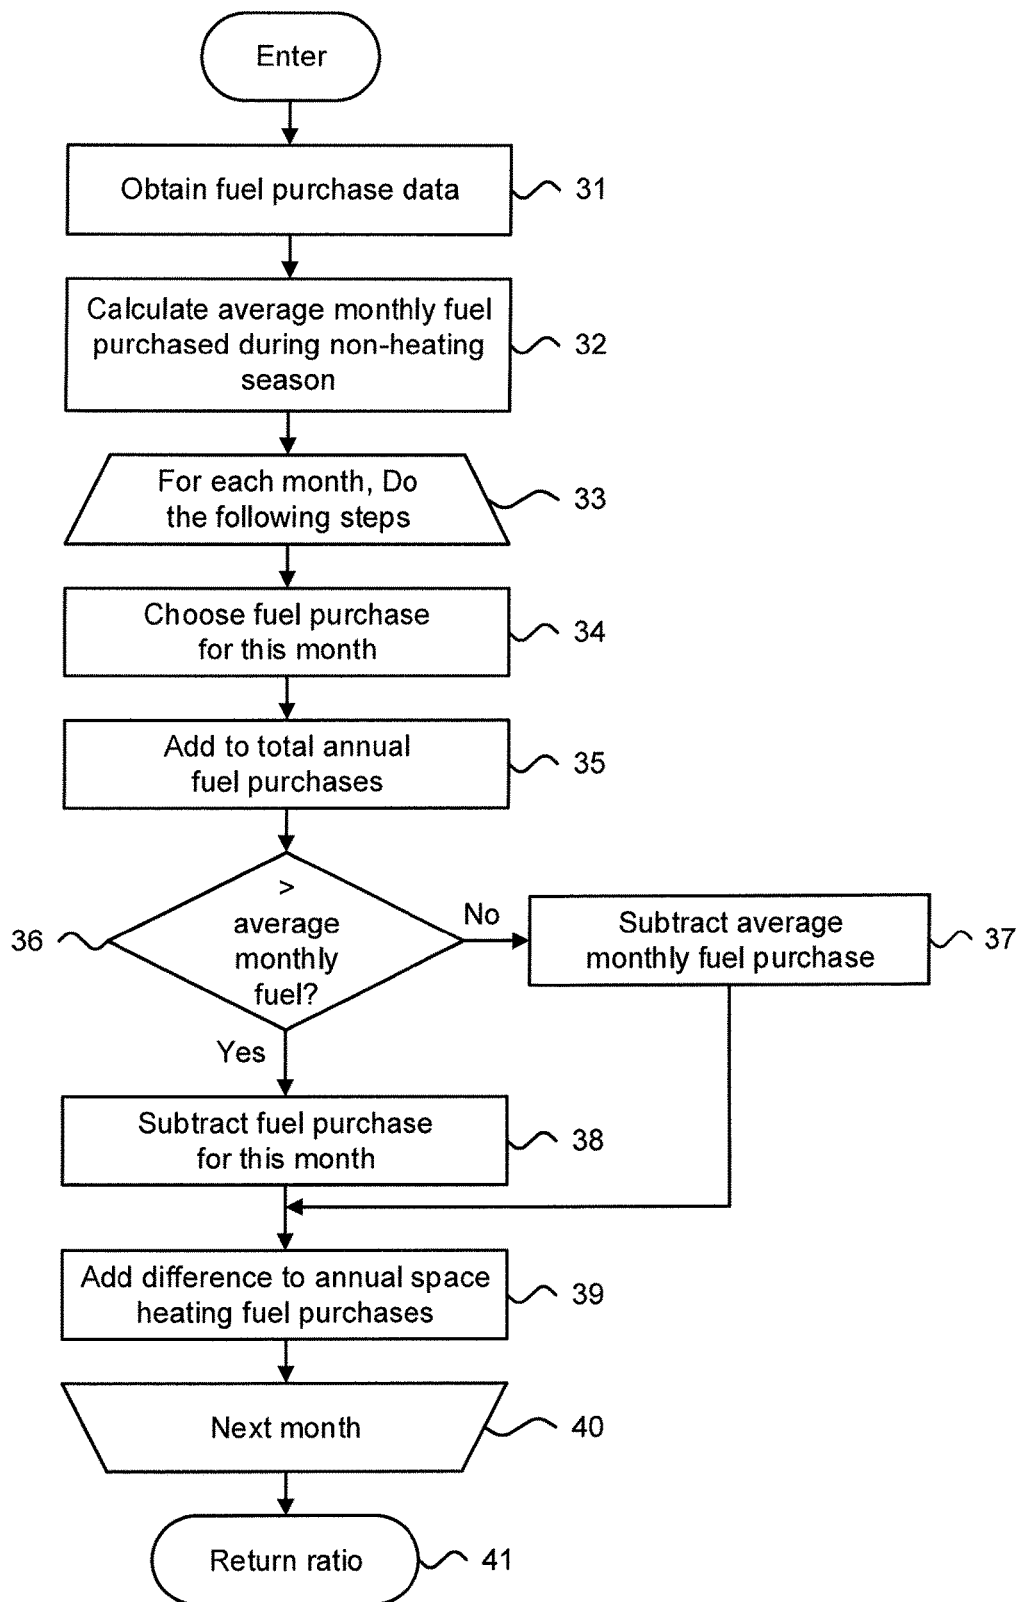 Enter
Obtain fuel purchase data
31
Calculate average monthly fuel
purchased during non-heating
season
32
For each month, Do
the following steps
33
Choose fuel purchase
for this month
34
Add to total annual
fuel purchases
35
>
average
monthly
fuel?
36
No
Subtract average
monthly fuel purchase
37
Yes
Subtract fuel purchase
for this month
38
Add difference to annual space
heating fuel purchases
39
Next month
40
Return ratio
41